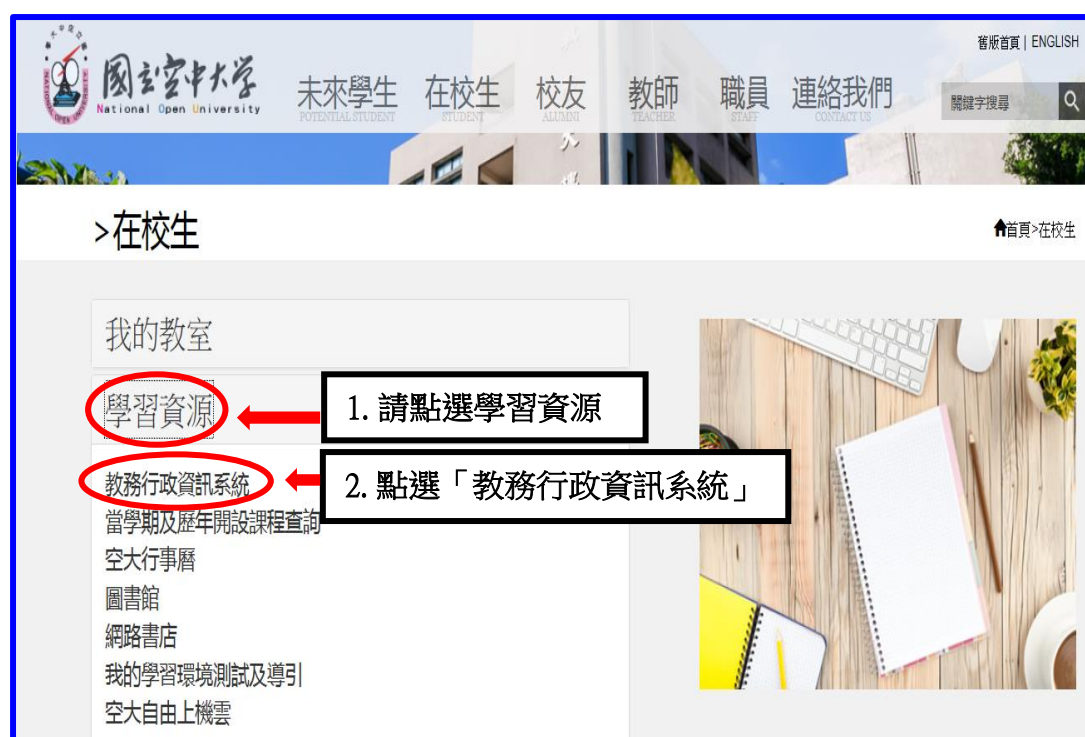 舊版首頁 | ENGLISH
國立空中大學
National Open University
未來學生 在校生 校友 教師 職員 連絡我們
POTENTIAL STUDENT STUDENT ALUMNI TEACHER STAFF CONTACT US
關鍵字搜尋
>在校生
首頁>在校生
我的教室
學習資源
1. 請點選學習資源
教務行政資訊系統
2. 點選「教務行政資訊系統」
當學期及歷年開設課程查詢
空大行事曆
圖書館
網路書店
我的學習環境測試及導引
空大自由上機雲